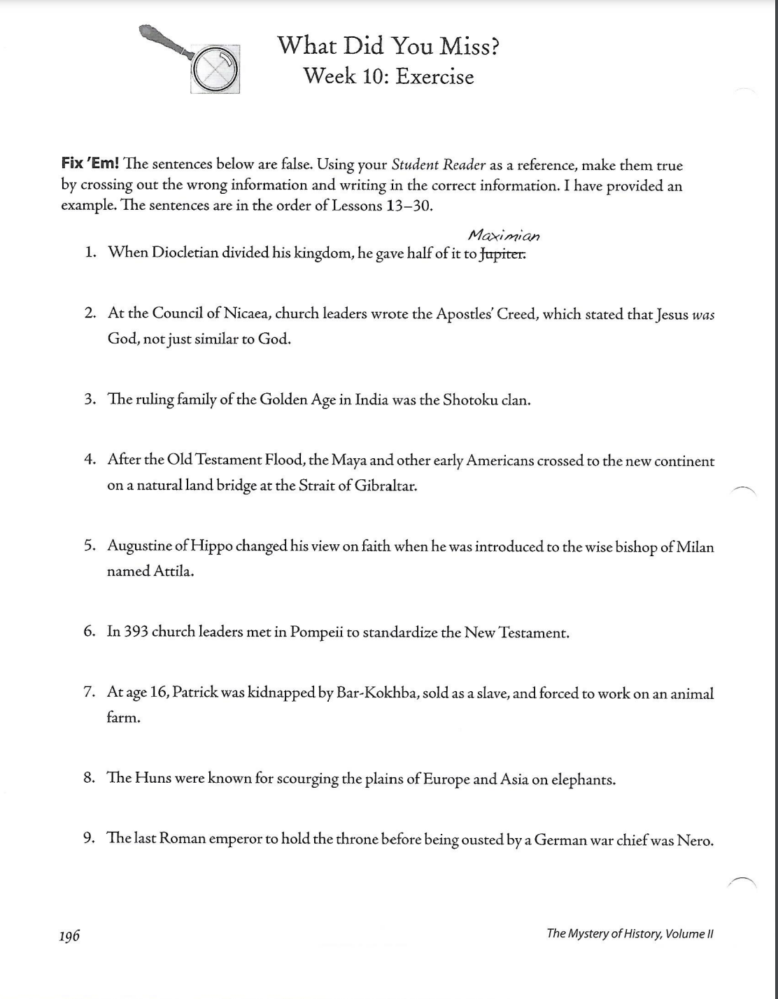 What Did You Miss?
Week 10: Exercise
Fix 'Em! The sentences below are false. Using your Student Reader as a reference, make them true
by crossing out the wrong information and writing in the correct information. I have provided an
example. The sentences are in the order of Lessons 13–30.
Maximian
1. When Diocletian divided his kingdom, he gave half of it to Jupiter.
2. At the Council of Nicaea, church leaders wrote the Apostles' Creed, which stated that Jesus was
God, not just similar to God.
3. The ruling family of the Golden Age in India was the Shotoku clan.
4. After the Old Testament Flood, the Maya and other early Americans crossed to the new continent
on a natural land bridge at the Strait of Gibraltar.
5. Augustine of Hippo changed his view on faith when he was introduced to the wise bishop of Milan
named Attila.
6. In 393 church leaders met in Pompeii to standardize the New Testament.
7. At age 16, Patrick was kidnapped by Bar-Kokhba, sold as a slave, and forced to work on an animal
farm.
8. The Huns were known for scourging the plains of Europe and Asia on elephants.
9. The last Roman emperor to hold the throne before being ousted by a German war chief was Nero.
196
The Mystery of History, Volume II